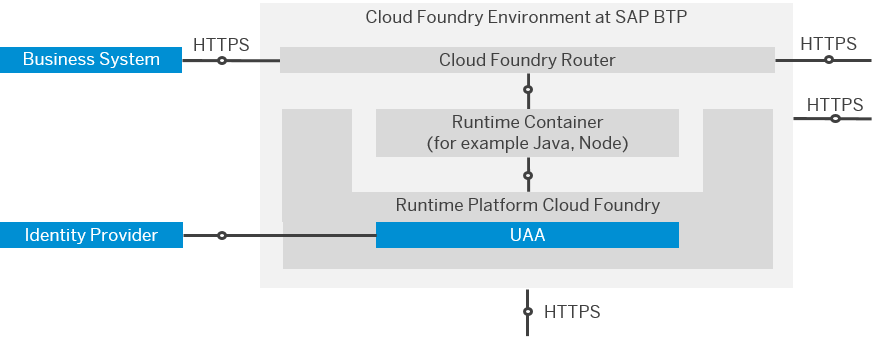 Cloud Foundry Environment at SAP BTP
HTTPS
HTTPS
Business System
Cloud Foundry Router
HTTPS
Runtime Container
(for example Java, Node)
Runtime Platform Cloud Foundry
Identity Provider
UAA
HTTPS